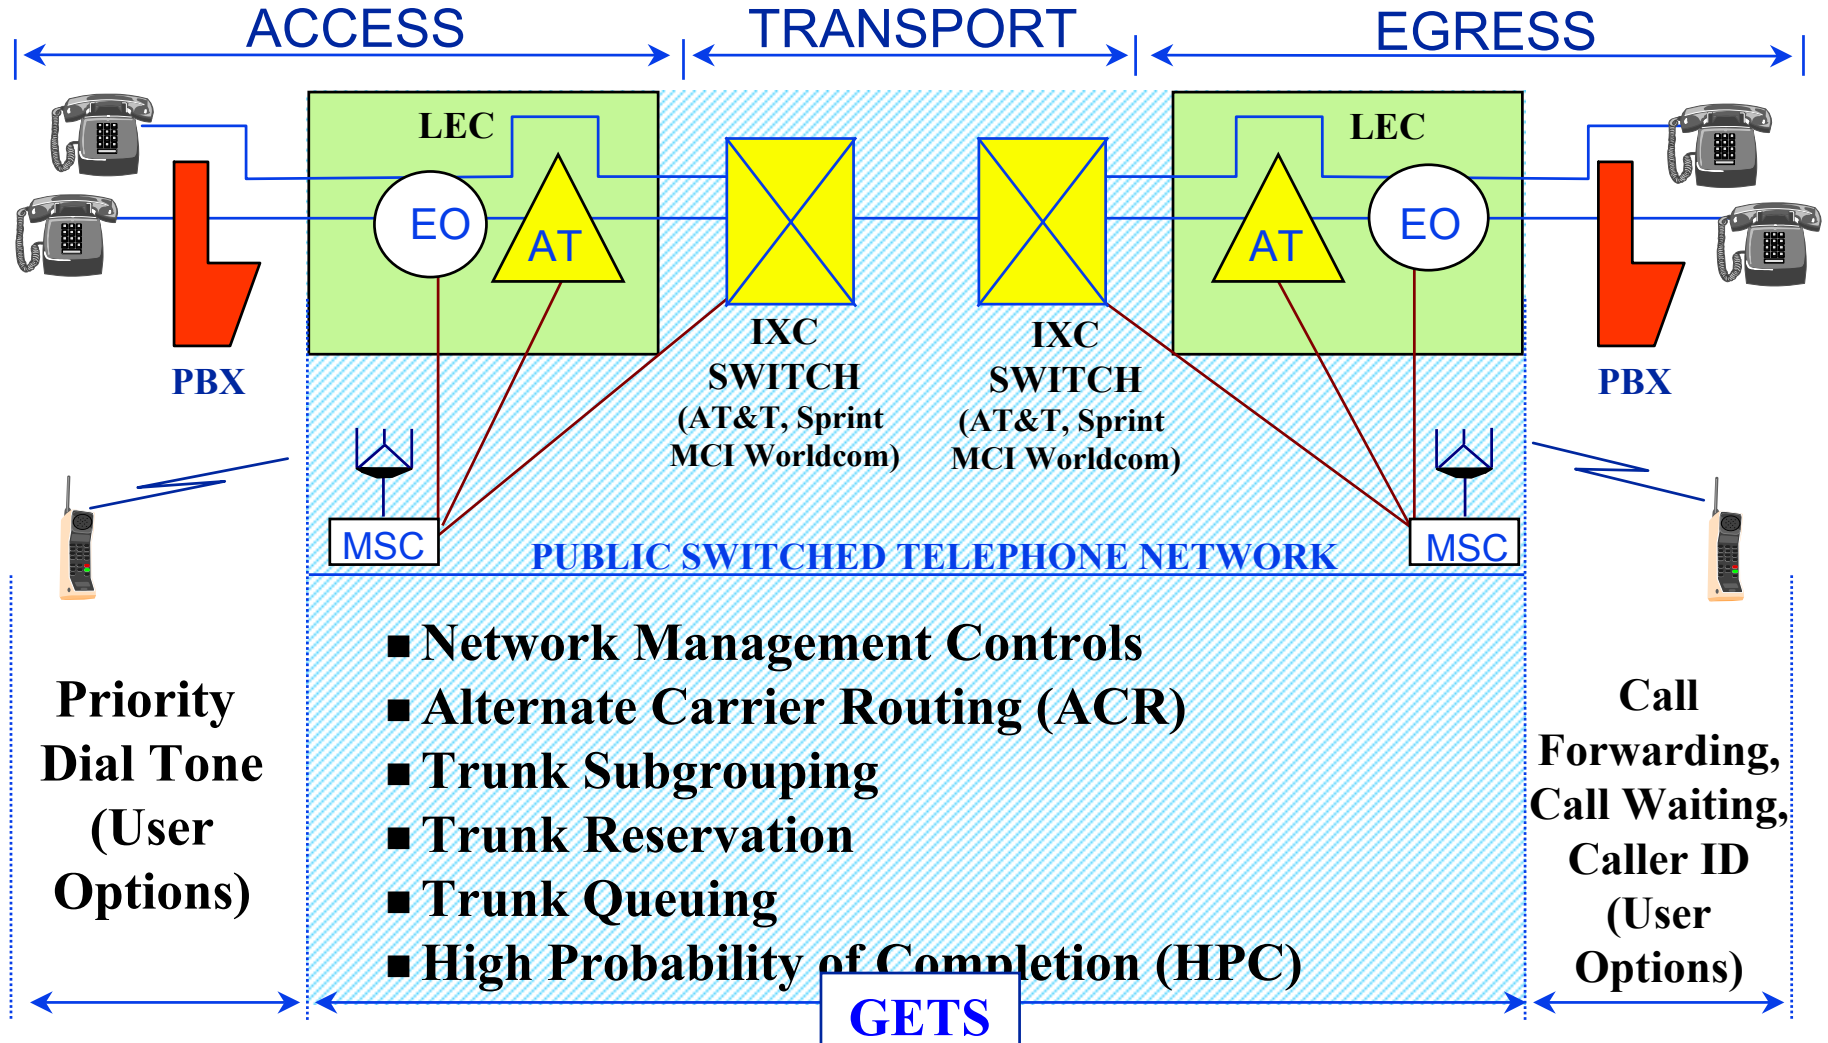 ACCESS
TRANSPORT
EGRESS
LEC
LEC
EO
AT
AT
EO
PBX
IXC
SWITCH
(AT&T, Sprint
MCI Worldcom)
IXC
SWITCH
(AT&T, Sprint
MCI Worldcom)
PBX
MSC
MSC
PUBLIC SWITCHED TELEPHONE NETWORK
Priority
Dial Tone
(User
Options)
■ Network Management Controls
■ Alternate Carrier Routing (ACR)
■ Trunk Subgrouping
■ Trunk Reservation
■ Trunk Queuing
■ High Probability of Completion (HPC)
Call
Forwarding,
Call Waiting,
Caller ID
(User
Options)
GETS